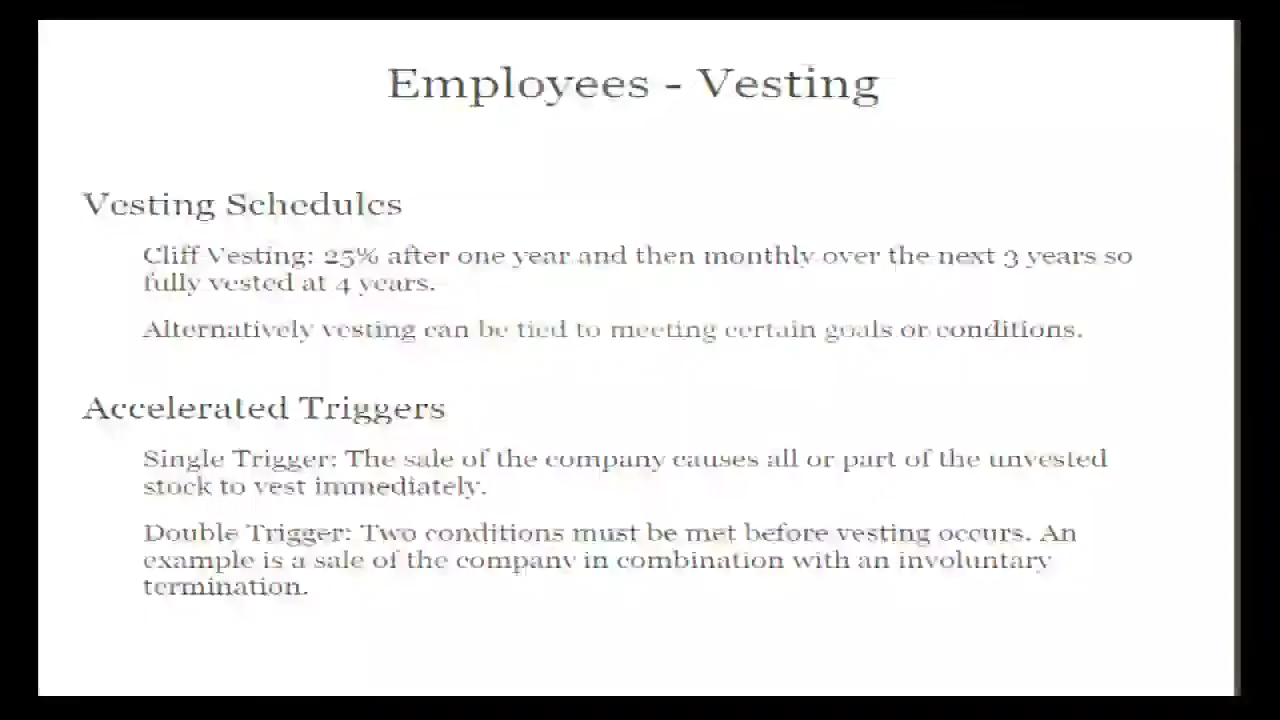 Employees - Vesting
Vesting Schedules
Cliff Vesting: 25% after one year and then monthly over the next 3 years so
fully vested at 4 years.
Alternatively vesting can be tied to meeting certain goals or conditions.
Accelerated Triggers
Single Trigger: The sale of the company causes all or part of the unvested
stock to vest immediately.
Double Trigger: Two conditions must be met before vesting occurs. An
example is a sale of the company in combination with an involuntary
termination.